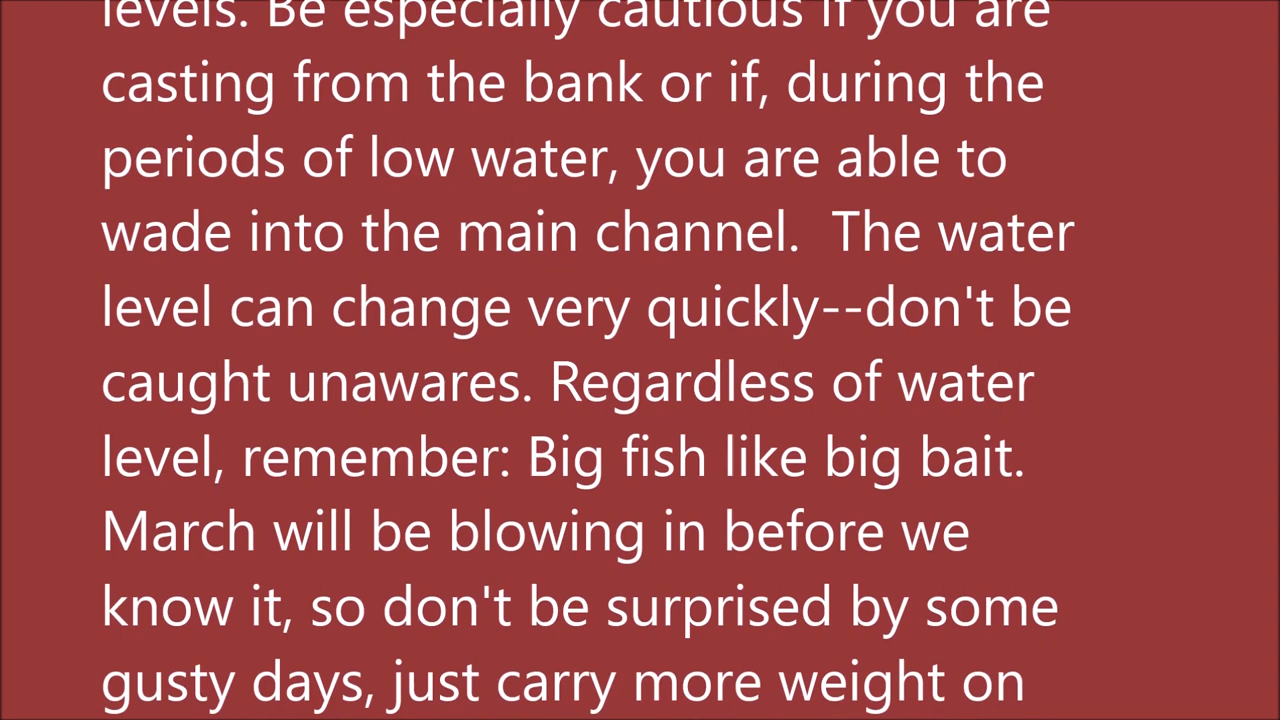 levels. Be especially cautious if you are
casting from the bank or if, during the
periods of low water, you are able to
wade into the main channel.  The water
level can change very quickly--don't be
caught unawares. Regardless of water
level, remember: Big fish like big bait.
March will be blowing in before we
know it, so don't be surprised by some
gusty days, just carry more weight on